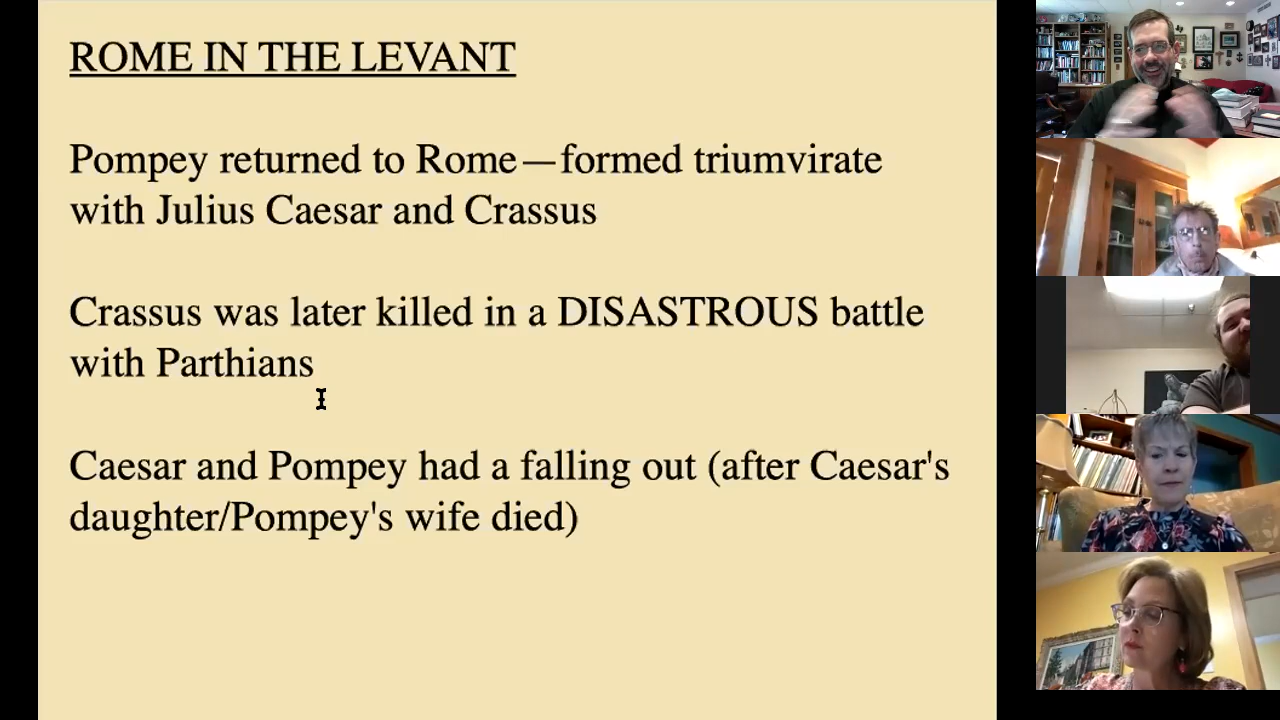 ROME IN THE LEVANT
Pompey returned to Rome—formed triumvirate
with Julius Caesar and Crassus
Crassus was later killed in a DISASTROUS battle
with Parthians
Caesar and Pompey had a falling out (after Caesar's
daughter/Pompey's wife died)